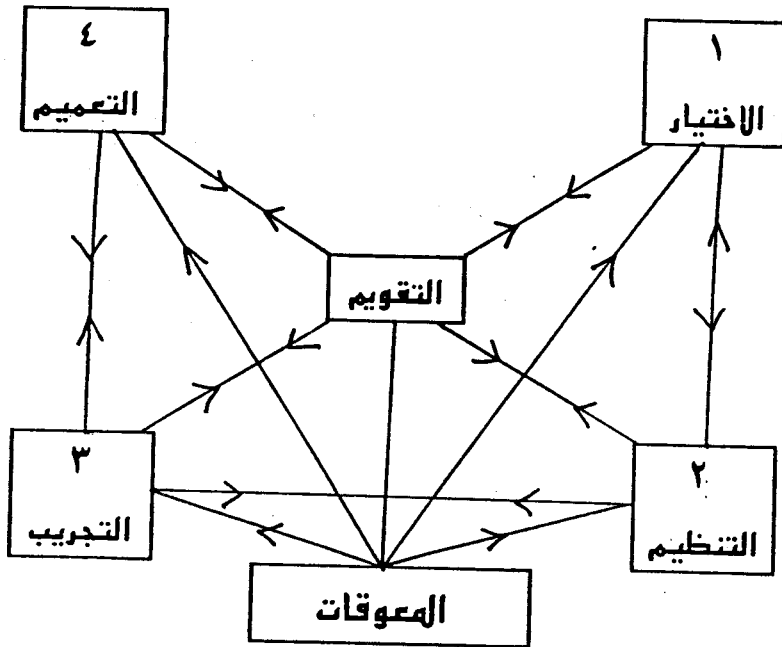 ١
الاختيار
٤
التعميم
التقويم
٢
التنظيم
٣
التجريب
المعوقات